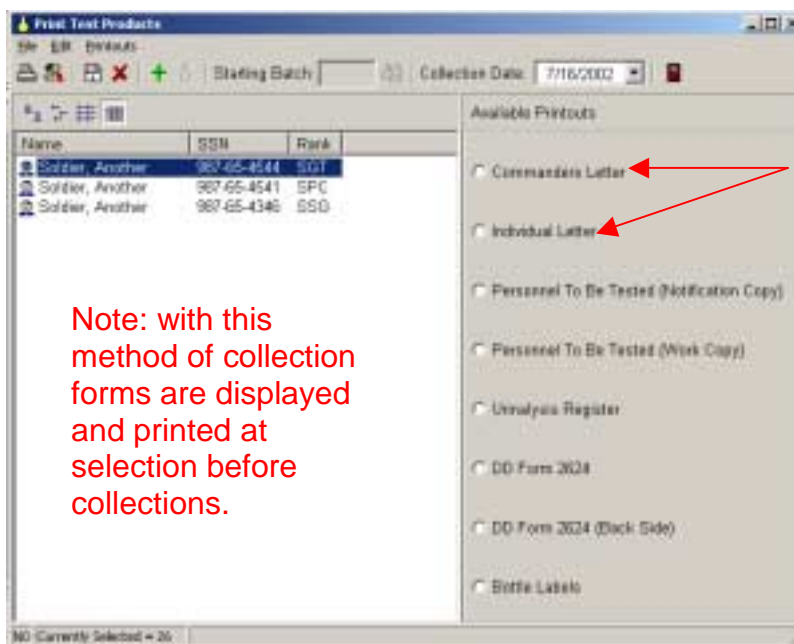 Print Test Products
File Edit Printouts
Starting Batch Collection Date 7/16/2002
Available Printouts
Name SSN Rank
Soldier, Another 987-65-4544 SGT
Soldier, Another 987-65-4541 SPC
Soldier, Another 987-65-4346 SSG
Commanders Letter
Individual Letter
Personnel To Be Tested (Notification Copy)
Personnel To Be Tested (Work Copy)
Urinalysis Register
DD Form 2624
DD Form 2624 (Back Side)
Bottle Labels
Note: with this
method of collection
forms are displayed
and printed at
selection before
collections.
NO Currently Selected = 26